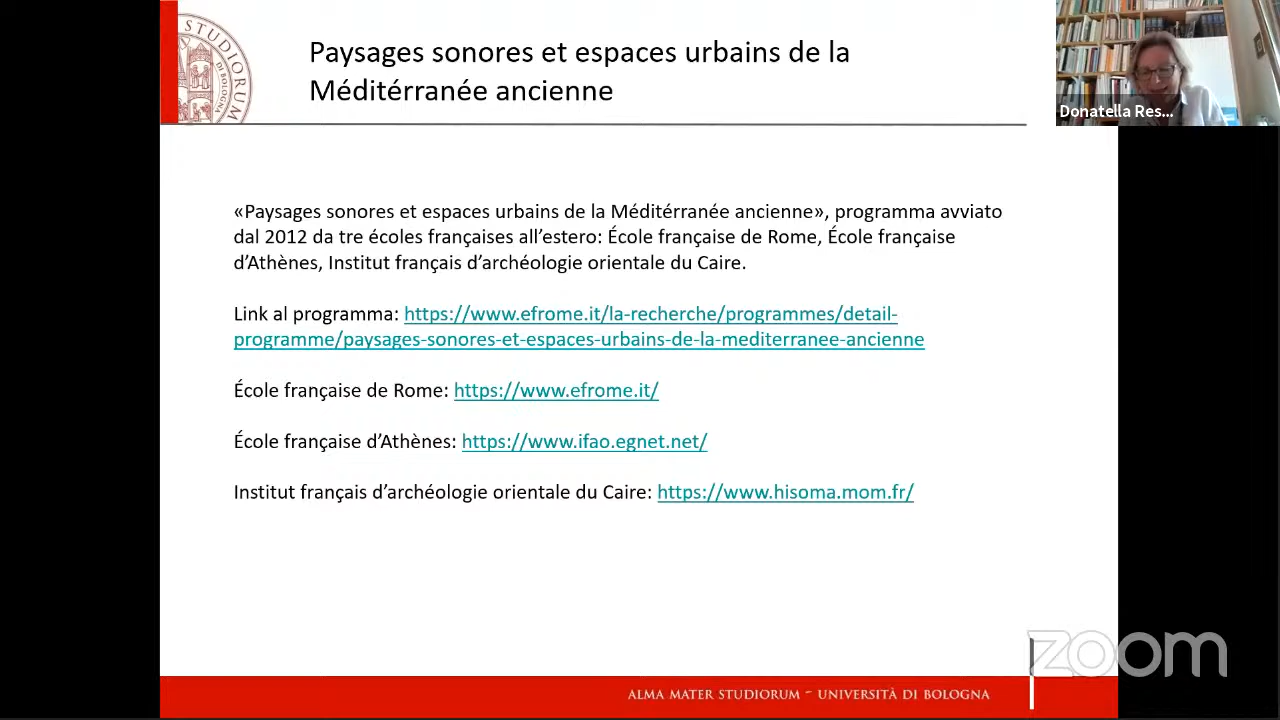 STUDIORUM
DI BOLOGNA
Paysages sonores et espaces urbains de la
Méditérranée ancienne
Donatella Res...
«Paysages sonores et espaces urbains de la Méditérranée ancienne», programma avviato
dal 2012 da tre écoles françaises all’estero: École française de Rome, École française
d’Athènes, Institut français d’archéologie orientale du Caire.
Link al programma: https://www.efrome.it/la-recherche/programmes/detail-
programme/paysages-sonores-et-espaces-urbains-de-la-mediterranee-ancienne
École française de Rome: https://www.efrome.it/
École française d’Athènes: https://www.ifao.egnet.net/
Institut français d’archéologie orientale du Caire: https://www.hisoma.mom.fr/
zoom
ALMA MATER STUDIORUM ~ UNIVERSITÀ DI BOLOGNA